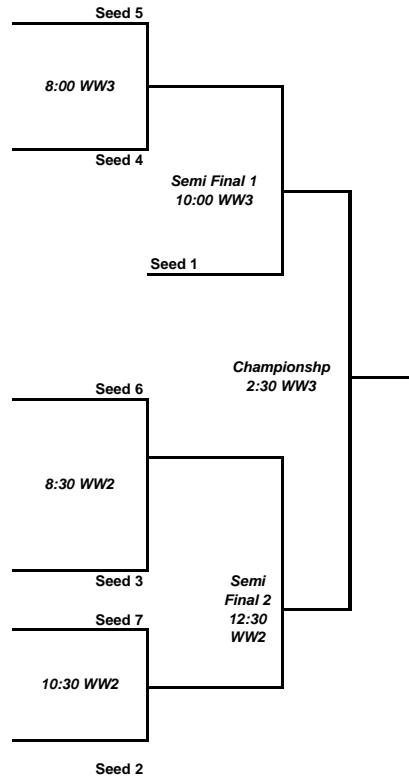 Seed 5
8:00 WW3
Seed 4
Semi Final 1
10:00 WW3
Seed 1
Championshp
2:30 WW3
Seed 6
8:30 WW2
Seed 3
Semi
Final 2
12:30
WW2
Seed 7
10:30 WW2
Seed 2